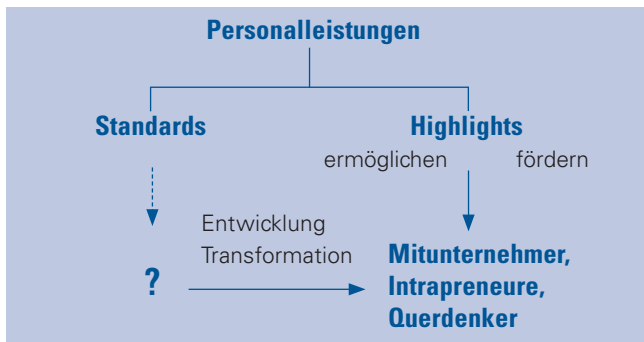 Personalleistungen
Standards
Highlights
ermöglichen fördern
Entwicklung
Transformation
?
Mitunternehmer,
Intrapreneure,
Querdenker